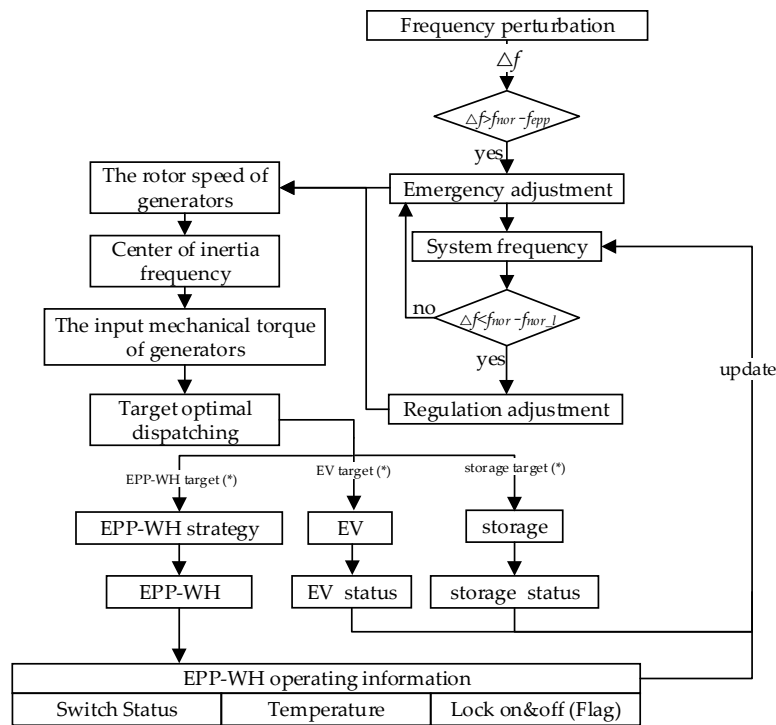 Frequency perturbation
△f
△f>fnor −fepp
yes
The rotor speed of
generators
Emergency adjustment
Center of inertia
frequency
System frequency
no
△f<fnor −fnor_l
The input mechanical torque
of generators
yes
update
Target optimal
dispatching
Regulation adjustment
EPP-WH target (*)
EV target (*)
storage target (*)
EPP-WH strategy
EV
storage
EPP-WH
EV status
storage status
EPP-WH operating information
Switch Status
Temperature
Lock on&off (Flag)